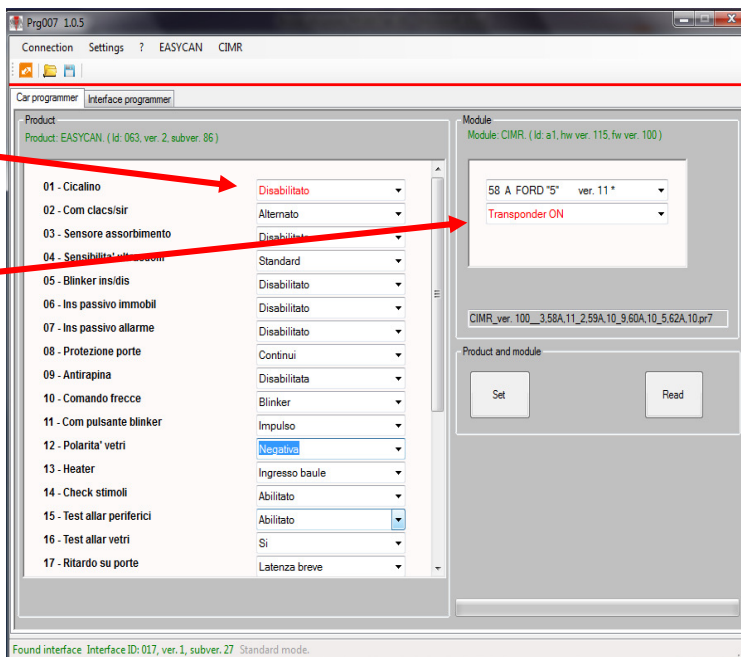 Prg007 1.0.5
Connection Settings ? EASYCAN CIMR
Car programmer Interface programmer
Product
Product: EASYCAN. ( Id: 063, ver. 2, subver. 86 )
01 - Cicalino Disabilitato
02 - Com clacs/sir Alternato
03 - Sensore assorbimento Disabilitato
04 - Sensibilita' ultrasuoni Standard
05 - Blinker ins/dis Disabilitato
06 - Ins passivo immobil Disabilitato
07 - Ins passivo allarme Disabilitato
08 - Protezione porte Continui
09 - Antirapina Disabilitata
10 - Comando frecce Blinker
11 - Com pulsante blinker Impulso
12 - Polarita' vetri Negativa
13 - Heater Ingresso baule
14 - Check stimoli Abilitato
15 - Test allar periferici Abilitato
16 - Test allar vetri Si
17 - Ritardo su porte Latenza breve
Module
Module: CIMR. ( Id: a1, hw ver. 115, fw ver. 100 )
58 A FORD "5" ver. 11 *
Transponder ON
CIMR_ver. 100__3,58A,11_2,59A,10_9,60A,10_5,62A,10.pr7
Product and module
Set Read
Found interface Interface ID: 017, ver. 1, subver. 27 Standard mode.